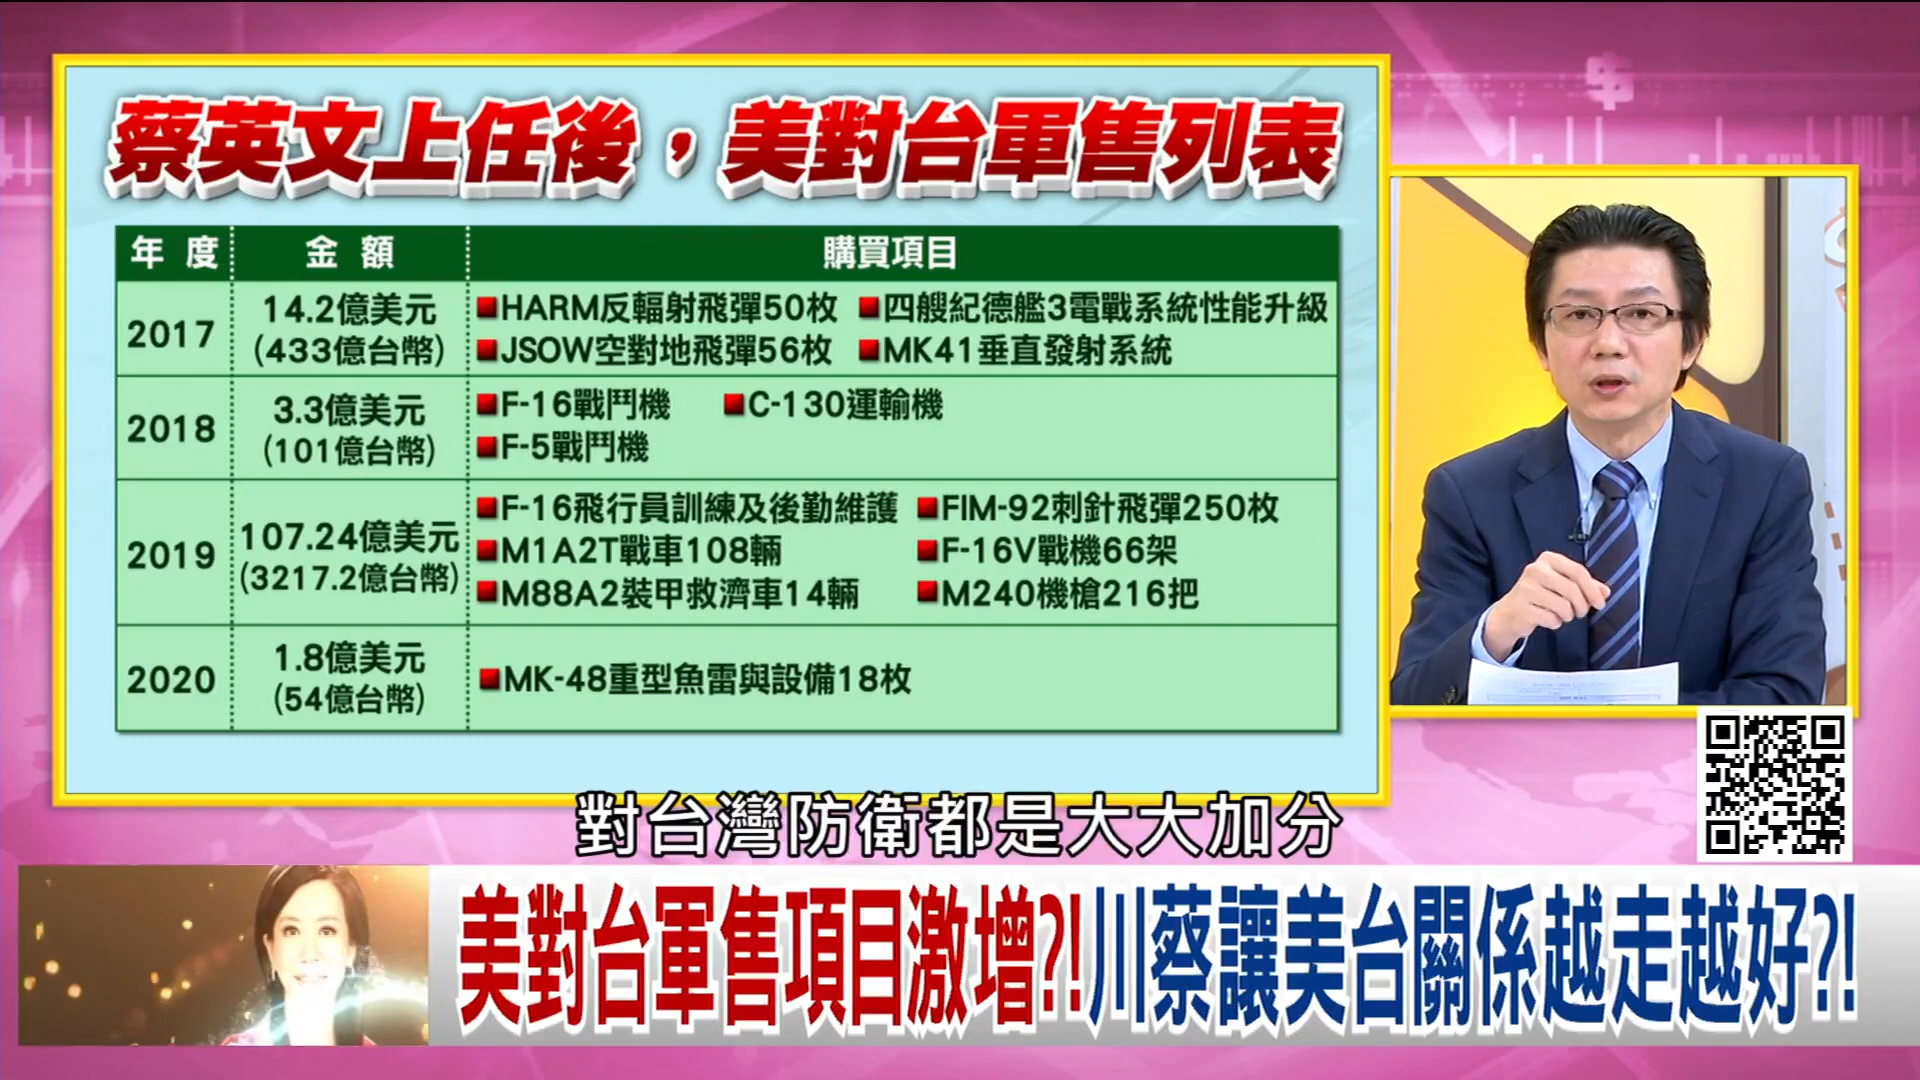 蔡英文上任後，美對台軍售列表
年度 金額 購買項目
2017
14.2億美元
(433億台幣)
■HARM反輻射飛彈50枚 ■四艘紀德艦3電戰系統性能升級
■JSOW空對地飛彈56枚 ■MK41垂直發射系統
2018
3.3億美元
(101億台幣)
■F-16戰鬥機 ■C-130運輸機
■F-5戰鬥機
2019
107.24億美元
(3217.2億台幣)
■F-16飛行員訓練及後勤維護 ■FIM-92刺針飛彈250枚
■M1A2T戰車108輛 ■F-16V戰機66架
■M88A2裝甲救濟車14輛 ■M240機槍216把
2020
1.8億美元
(54億台幣)
■MK-48重型魚雷與設備18枚
對台灣防衛都是大大加分
美對台軍售項目激增?!川蔡讓美台關係越走越好?!